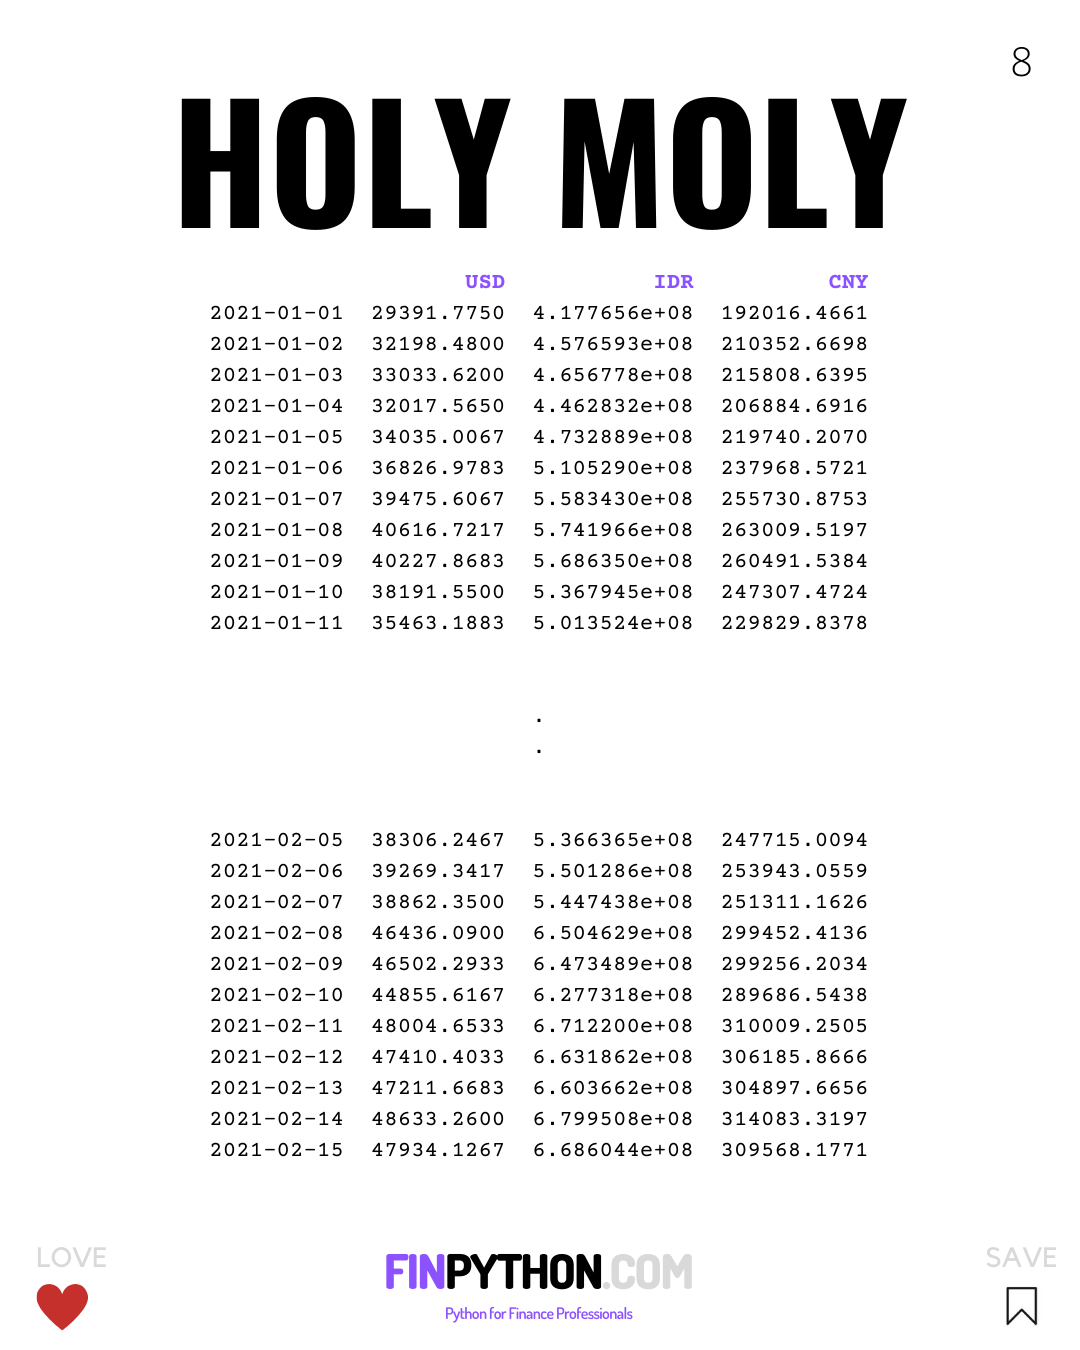 8
HOLY MOLY
USD IDR CNY
2021-01-01 29391.7750 4.177656e+08 192016.4661
2021-01-02 32198.4800 4.576593e+08 210352.6698
2021-01-03 33033.6200 4.656778e+08 215808.6395
2021-01-04 32017.5650 4.462832e+08 206884.6916
2021-01-05 34035.0067 4.732889e+08 219740.2070
2021-01-06 36826.9783 5.105290e+08 237968.5721
2021-01-07 39475.6067 5.583430e+08 255730.8753
2021-01-08 40616.7217 5.741966e+08 263009.5197
2021-01-09 40227.8683 5.686350e+08 260491.5384
2021-01-10 38191.5500 5.367945e+08 247307.4724
2021-01-11 35463.1883 5.013524e+08 229829.8378
.
.
2021-02-05 38306.2467 5.366365e+08 247715.0094
2021-02-06 39269.3417 5.501286e+08 253943.0559
2021-02-07 38862.3500 5.447438e+08 251311.1626
2021-02-08 46436.0900 6.504629e+08 299452.4136
2021-02-09 46502.2933 6.473489e+08 299256.2034
2021-02-10 44855.6167 6.277318e+08 289686.5438
2021-02-11 48004.6533 6.712200e+08 310009.2505
2021-02-12 47410.4033 6.631862e+08 306185.8666
2021-02-13 47211.6683 6.603662e+08 304897.6656
2021-02-14 48633.2600 6.799508e+08 314083.3197
2021-02-15 47934.1267 6.686044e+08 309568.1771
LOVE
FINPYTHON.COM
Python for Finance Professionals
SAVE